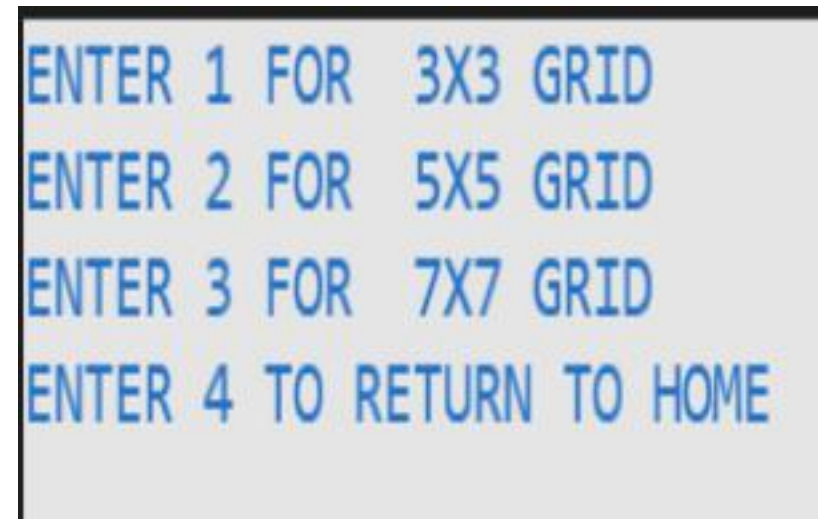 ENTER 1 FOR  3X3 GRID
ENTER 2 FOR  5X5 GRID
ENTER 3 FOR  7X7 GRID
ENTER 4 TO RETURN TO HOME